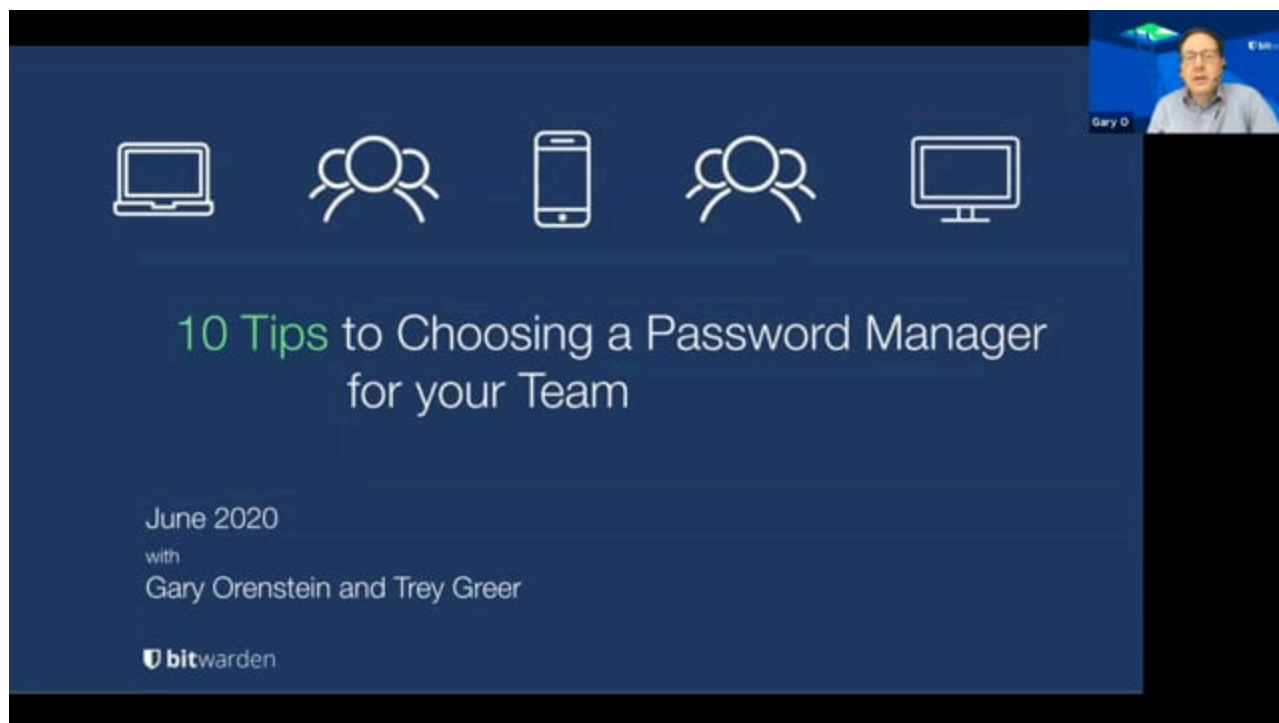 Gary O
10 Tips to Choosing a Password Manager
for your Team
June 2020
with
Gary Orenstein and Trey Greer
bitwarden